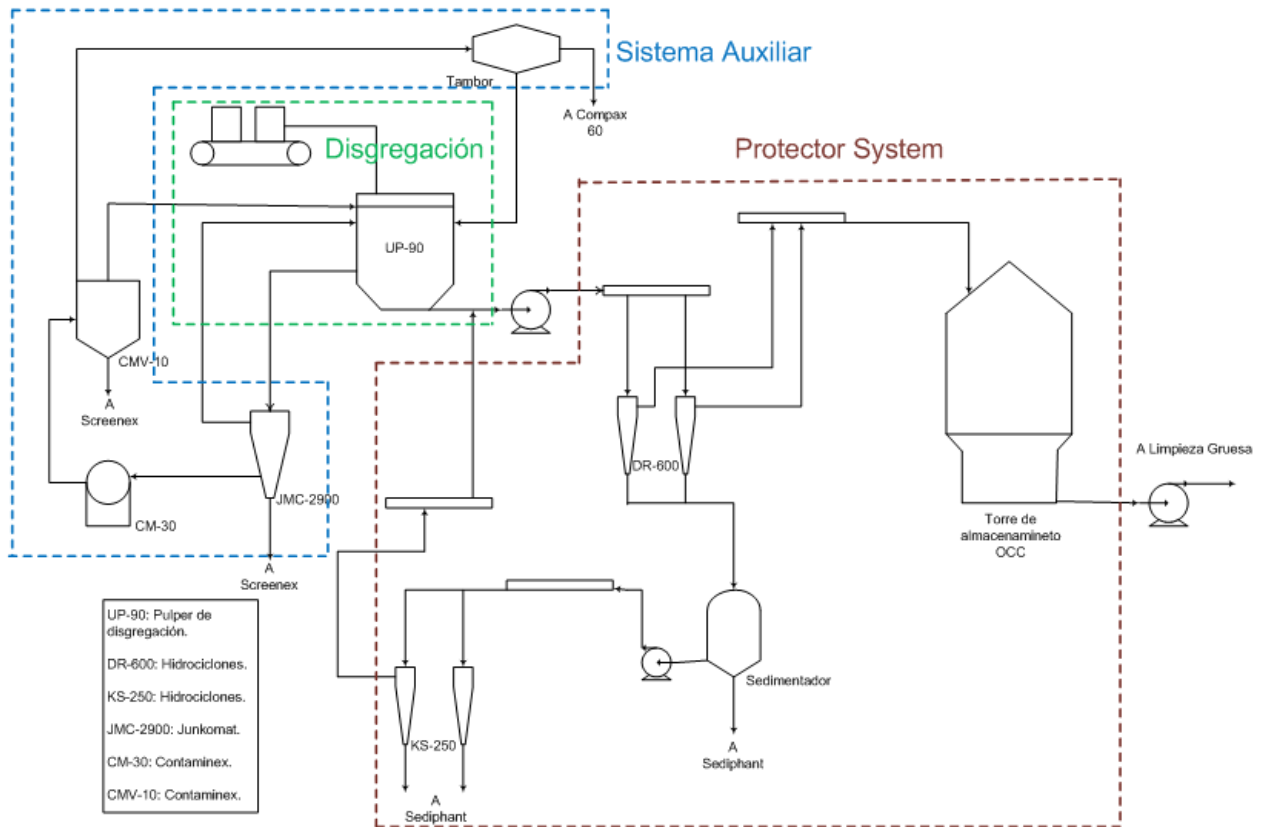 Sistema Auxiliar
Tambor
A Compax
60
Disgregación
Protector System
UP-90
CMV-10
A
Screenex
DR-600
A Limpieza Gruesa
JMC-2900
CM-30
Torre de
almacenamineto
OCC
A
Screenex
UP-90: Pulper de
disgregación.
DR-600: Hidrociclones.
KS-250: Hidrociclones.
JMC-2900: Junkomat.
CM-30: Contaminex.
CMV-10: Contaminex.
Sedimentador
KS-250
A
Sediphant
A
Sediphant